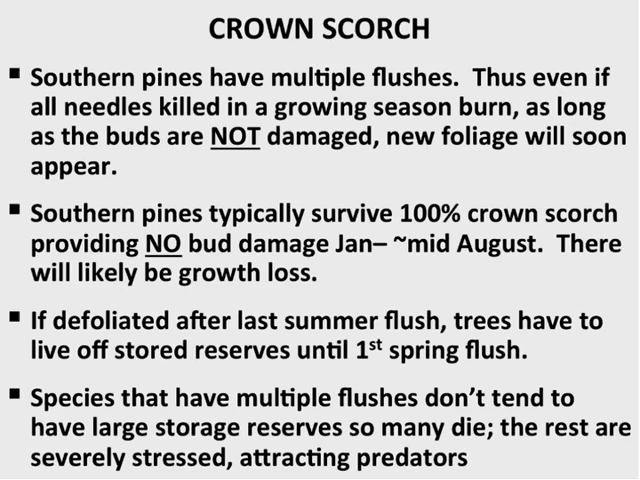 CROWN SCORCH
▪ Southern pines have multiple flushes.  Thus even if
all needles killed in a growing season burn, as long
as the buds are NOT damaged, new foliage will soon
appear.
▪ Southern pines typically survive 100% crown scorch
providing NO bud damage Jan– ~mid August.  There
will likely be growth loss.
▪ If defoliated after last summer flush, trees have to
live off stored reserves until 1st spring flush.
▪ Species that have multiple flushes don’t tend to
have large storage reserves so many die; the rest are
severely stressed, attracting predators